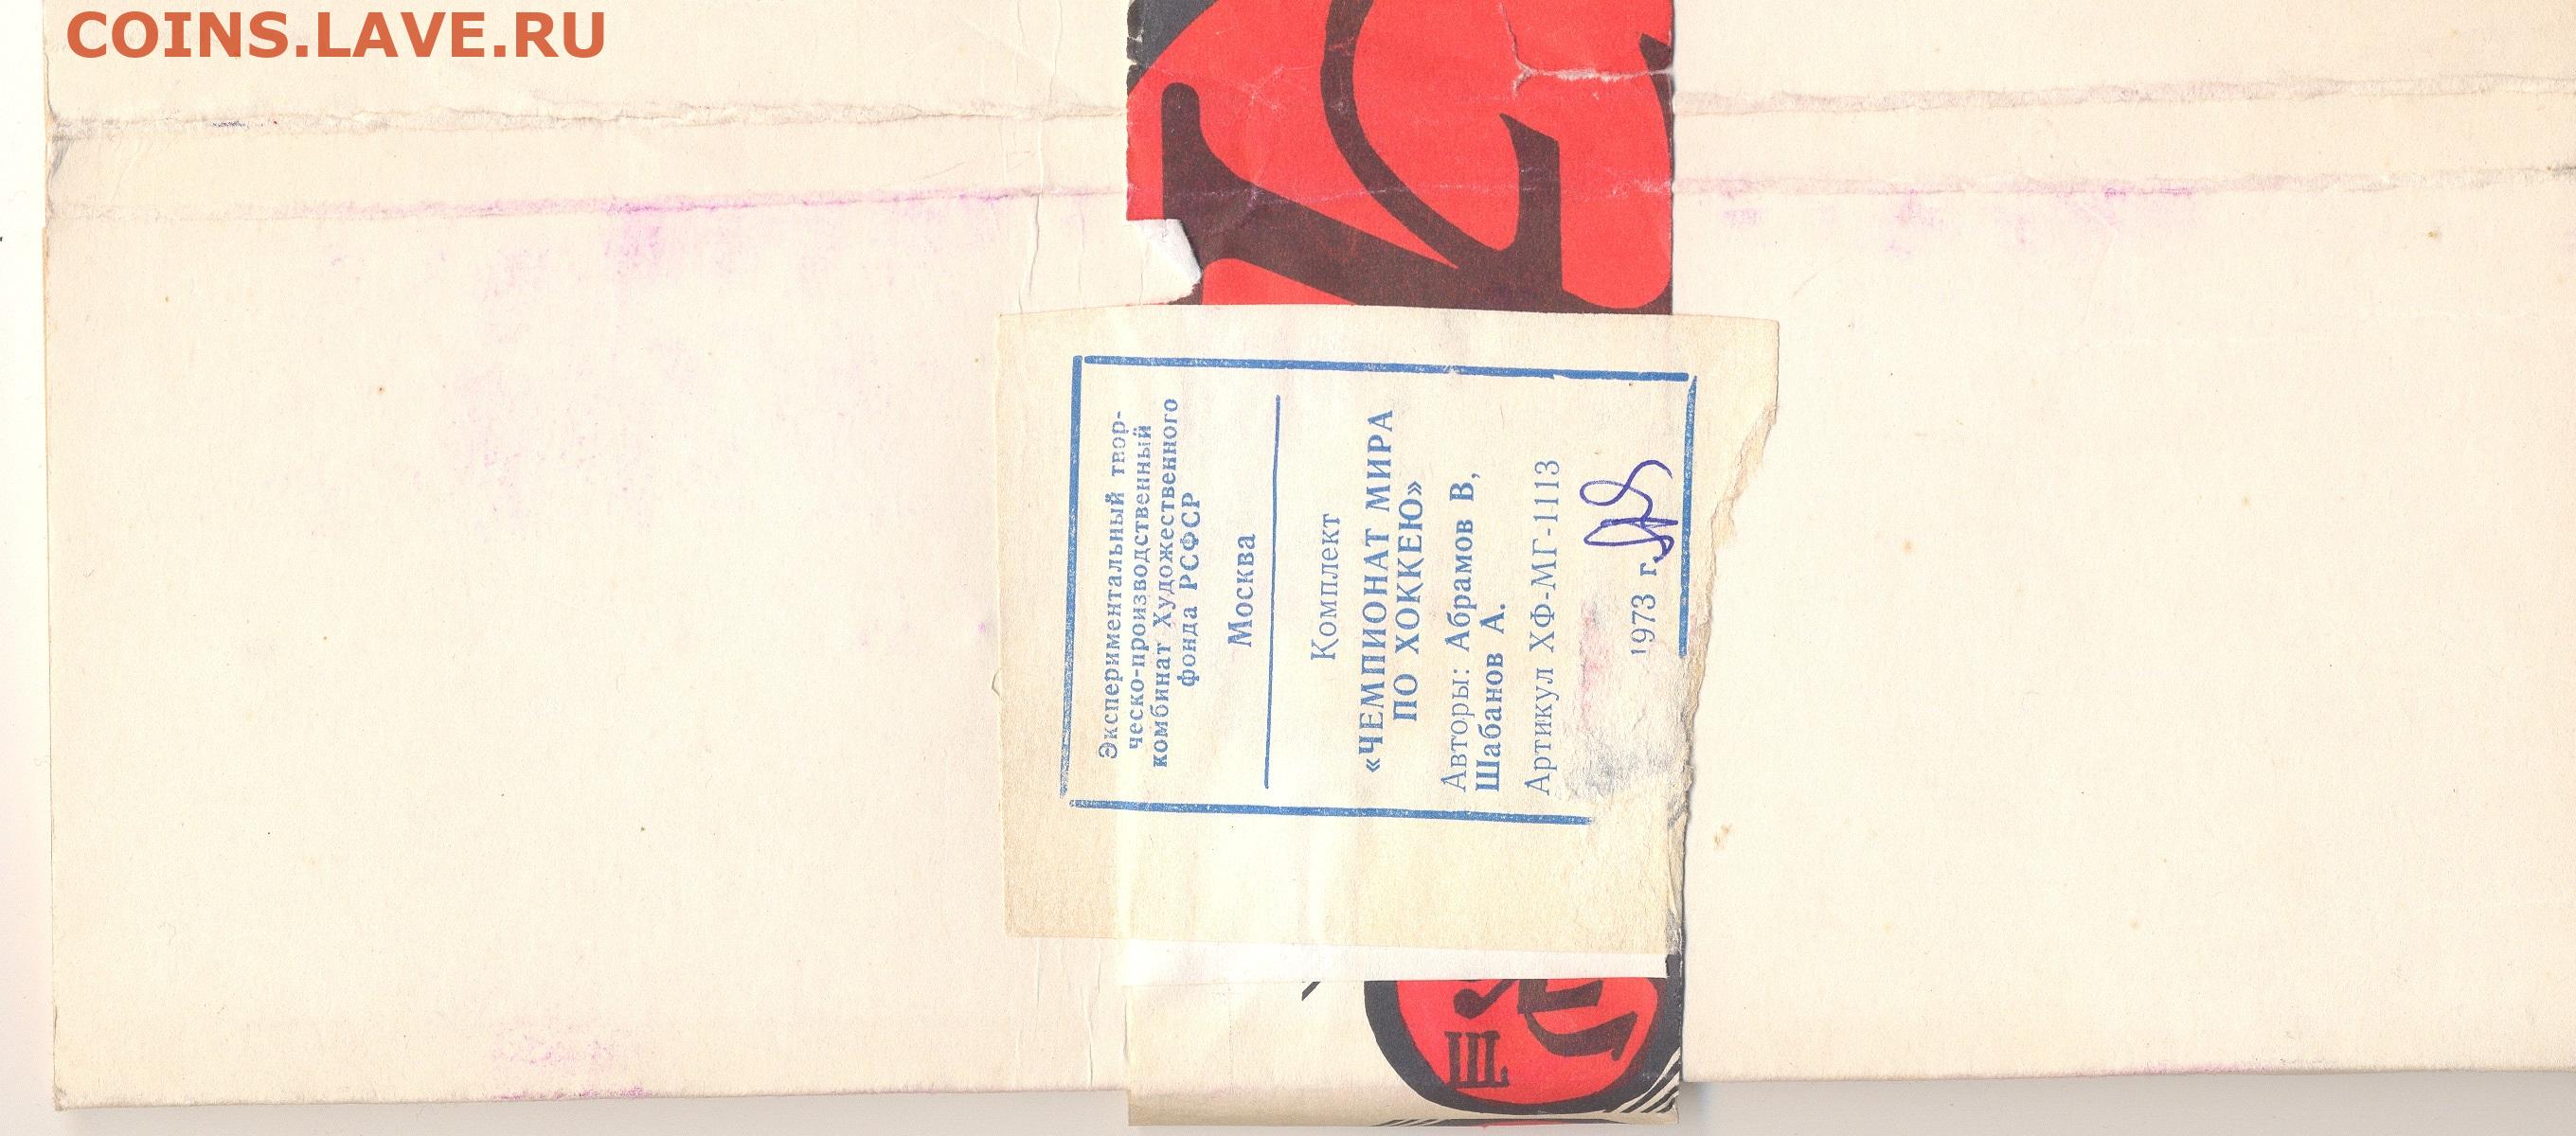 COINS.LAVE.RU
Экспериментальный твор-
ческо-производственный
комбинат Художественного
фонда РСФСР
Москва
Комплект
«ЧЕМПИОНАТ МИРА
ПО ХОККЕЮ»
Авторы: Абрамов В,
Шабанов А.
Артикул ХФ-МГ-1113
1973 г.